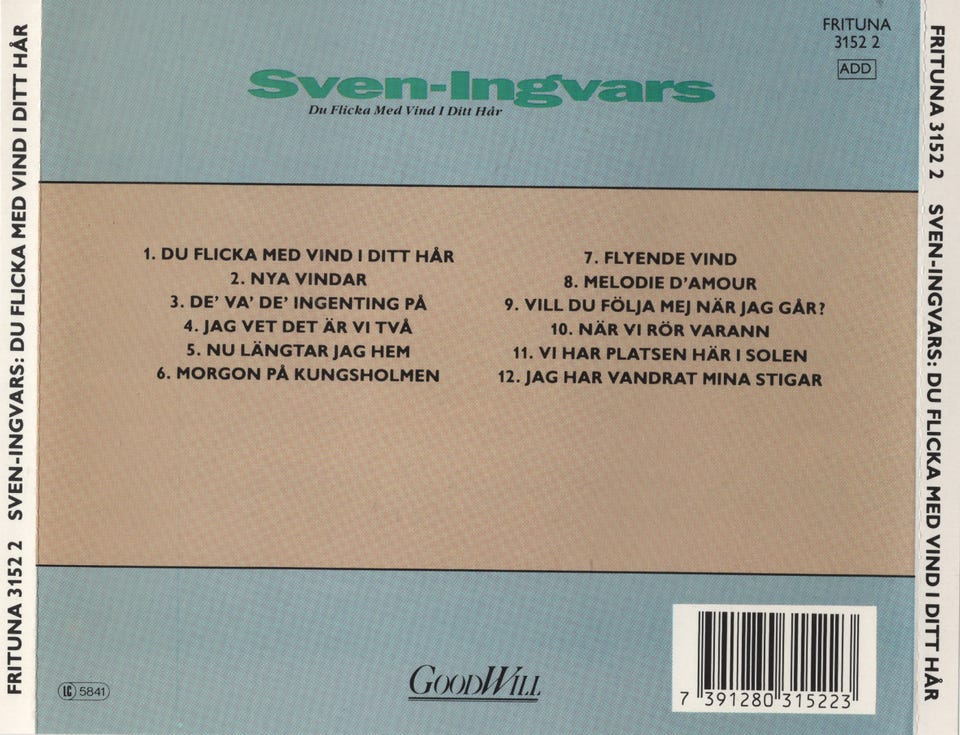 FRITUNA 3152 2 SVEN-INGVARS: DU FLICKA MED VIND I DITT HÅR
FRITUNA
3152 2
ADD
Sven-Ingvars
Du Flicka Med Vind I Ditt Hår
1. DU FLICKA MED VIND I DITT HÅR
2. NYA VINDAR
3. DE' VA' DE' INGENTING PÅ
4. JAG VET DET ÄR VI TVÅ
5. NU LÄNGTAR JAG HEM
6. MORGON PÅ KUNGSHOLMEN
7. FLYENDE VIND
8. MELODIE D'AMOUR
9. VILL DU FÖLJA MEJ NÄR JAG GÅR?
10. NÄR VI RÖR VARANN
11. VI HAR PLATSEN HÄR I SOLEN
12. JAG HAR VANDRAT MINA STIGAR
LC 5841
GOODWILL
7 391280 315223
FRITUNA 3152 2 SVEN-INGVARS: DU FLICKA MED VIND I DITT HÅR